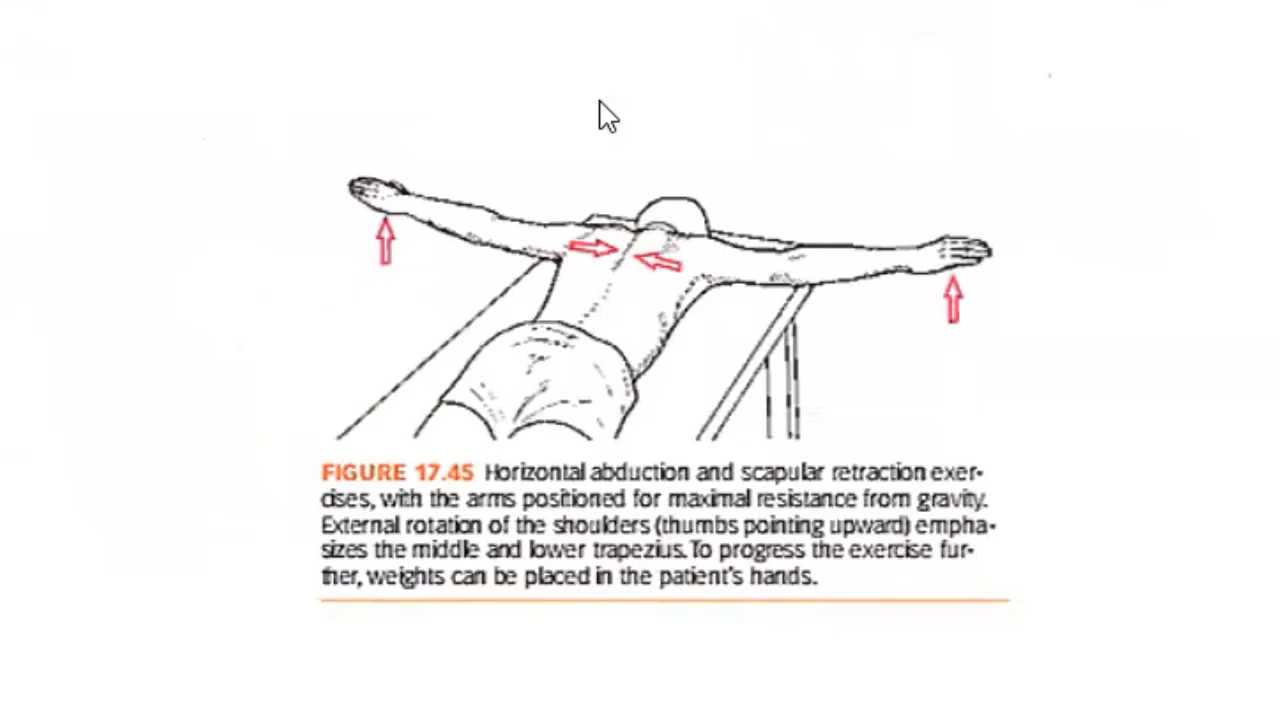 FIGURE 17.45 Horizontal abduction and scapular retraction exer-
cises, with the arms positioned for maximal resistance from gravity.
External rotation of the shoulders (thumbs pointing upward) empha-
sizes the middle and lower trapezius. To progress the exercise fur-
ther, weights can be placed in the patient's hands.